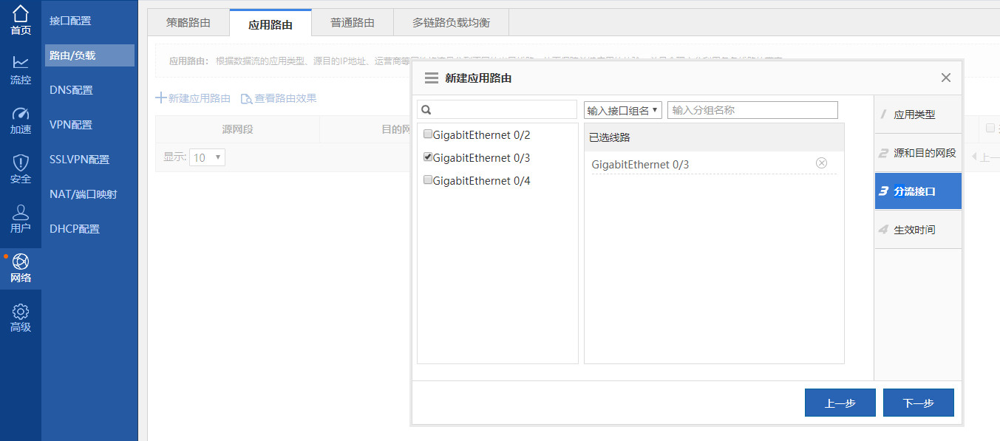 首页
流控
加速
安全
用户
网络
高级
接口配置
路由/负载
DNS配置
VPN配置
SSLVPN配置
NAT/端口映射
DHCP配置
策略路由
应用路由
普通路由
多链路负载均衡
应用路由： 根据数据流的应用类型、源目的IP地址、运营商等
新建应用路由 查看路由效果
源网段 目的网
显示: 10
上一
新建应用路由
输入接口组名 输入分组名称
GigabitEthernet 0/2
GigabitEthernet 0/3
GigabitEthernet 0/4
已选线路
GigabitEthernet 0/3
1 应用类型
2 源和目的网段
3 分流接口
4 生效时间
上一步 下一步